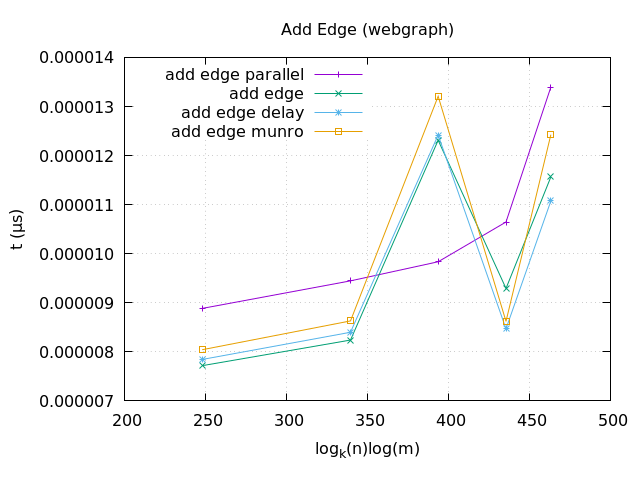 Add Edge (webgraph)
t (µs)
0.000014
0.000013
0.000012
0.000011
0.000010
0.000009
0.000008
0.000007
add edge parallel
add edge
add edge delay
add edge munro
200 250 300 350 400 450 500
logk(n)log(m)